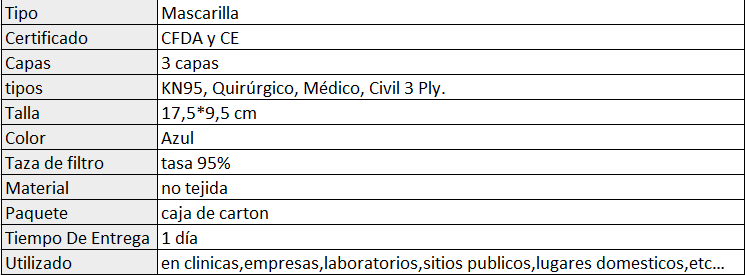 Tipo Mascarilla
Certificado CFDA y CE
Capas 3 capas
tipos KN95, Quirúrgico, Médico, Civil 3 Ply.
Talla 17,5*9,5 cm
Color Azul
Taza de filtro tasa 95%
Material no tejida
Paquete caja de carton
Tiempo De Entrega 1 día
Utilizado en clinicas,empresas,laboratorios,sitios publicos,lugares domesticos,etc...